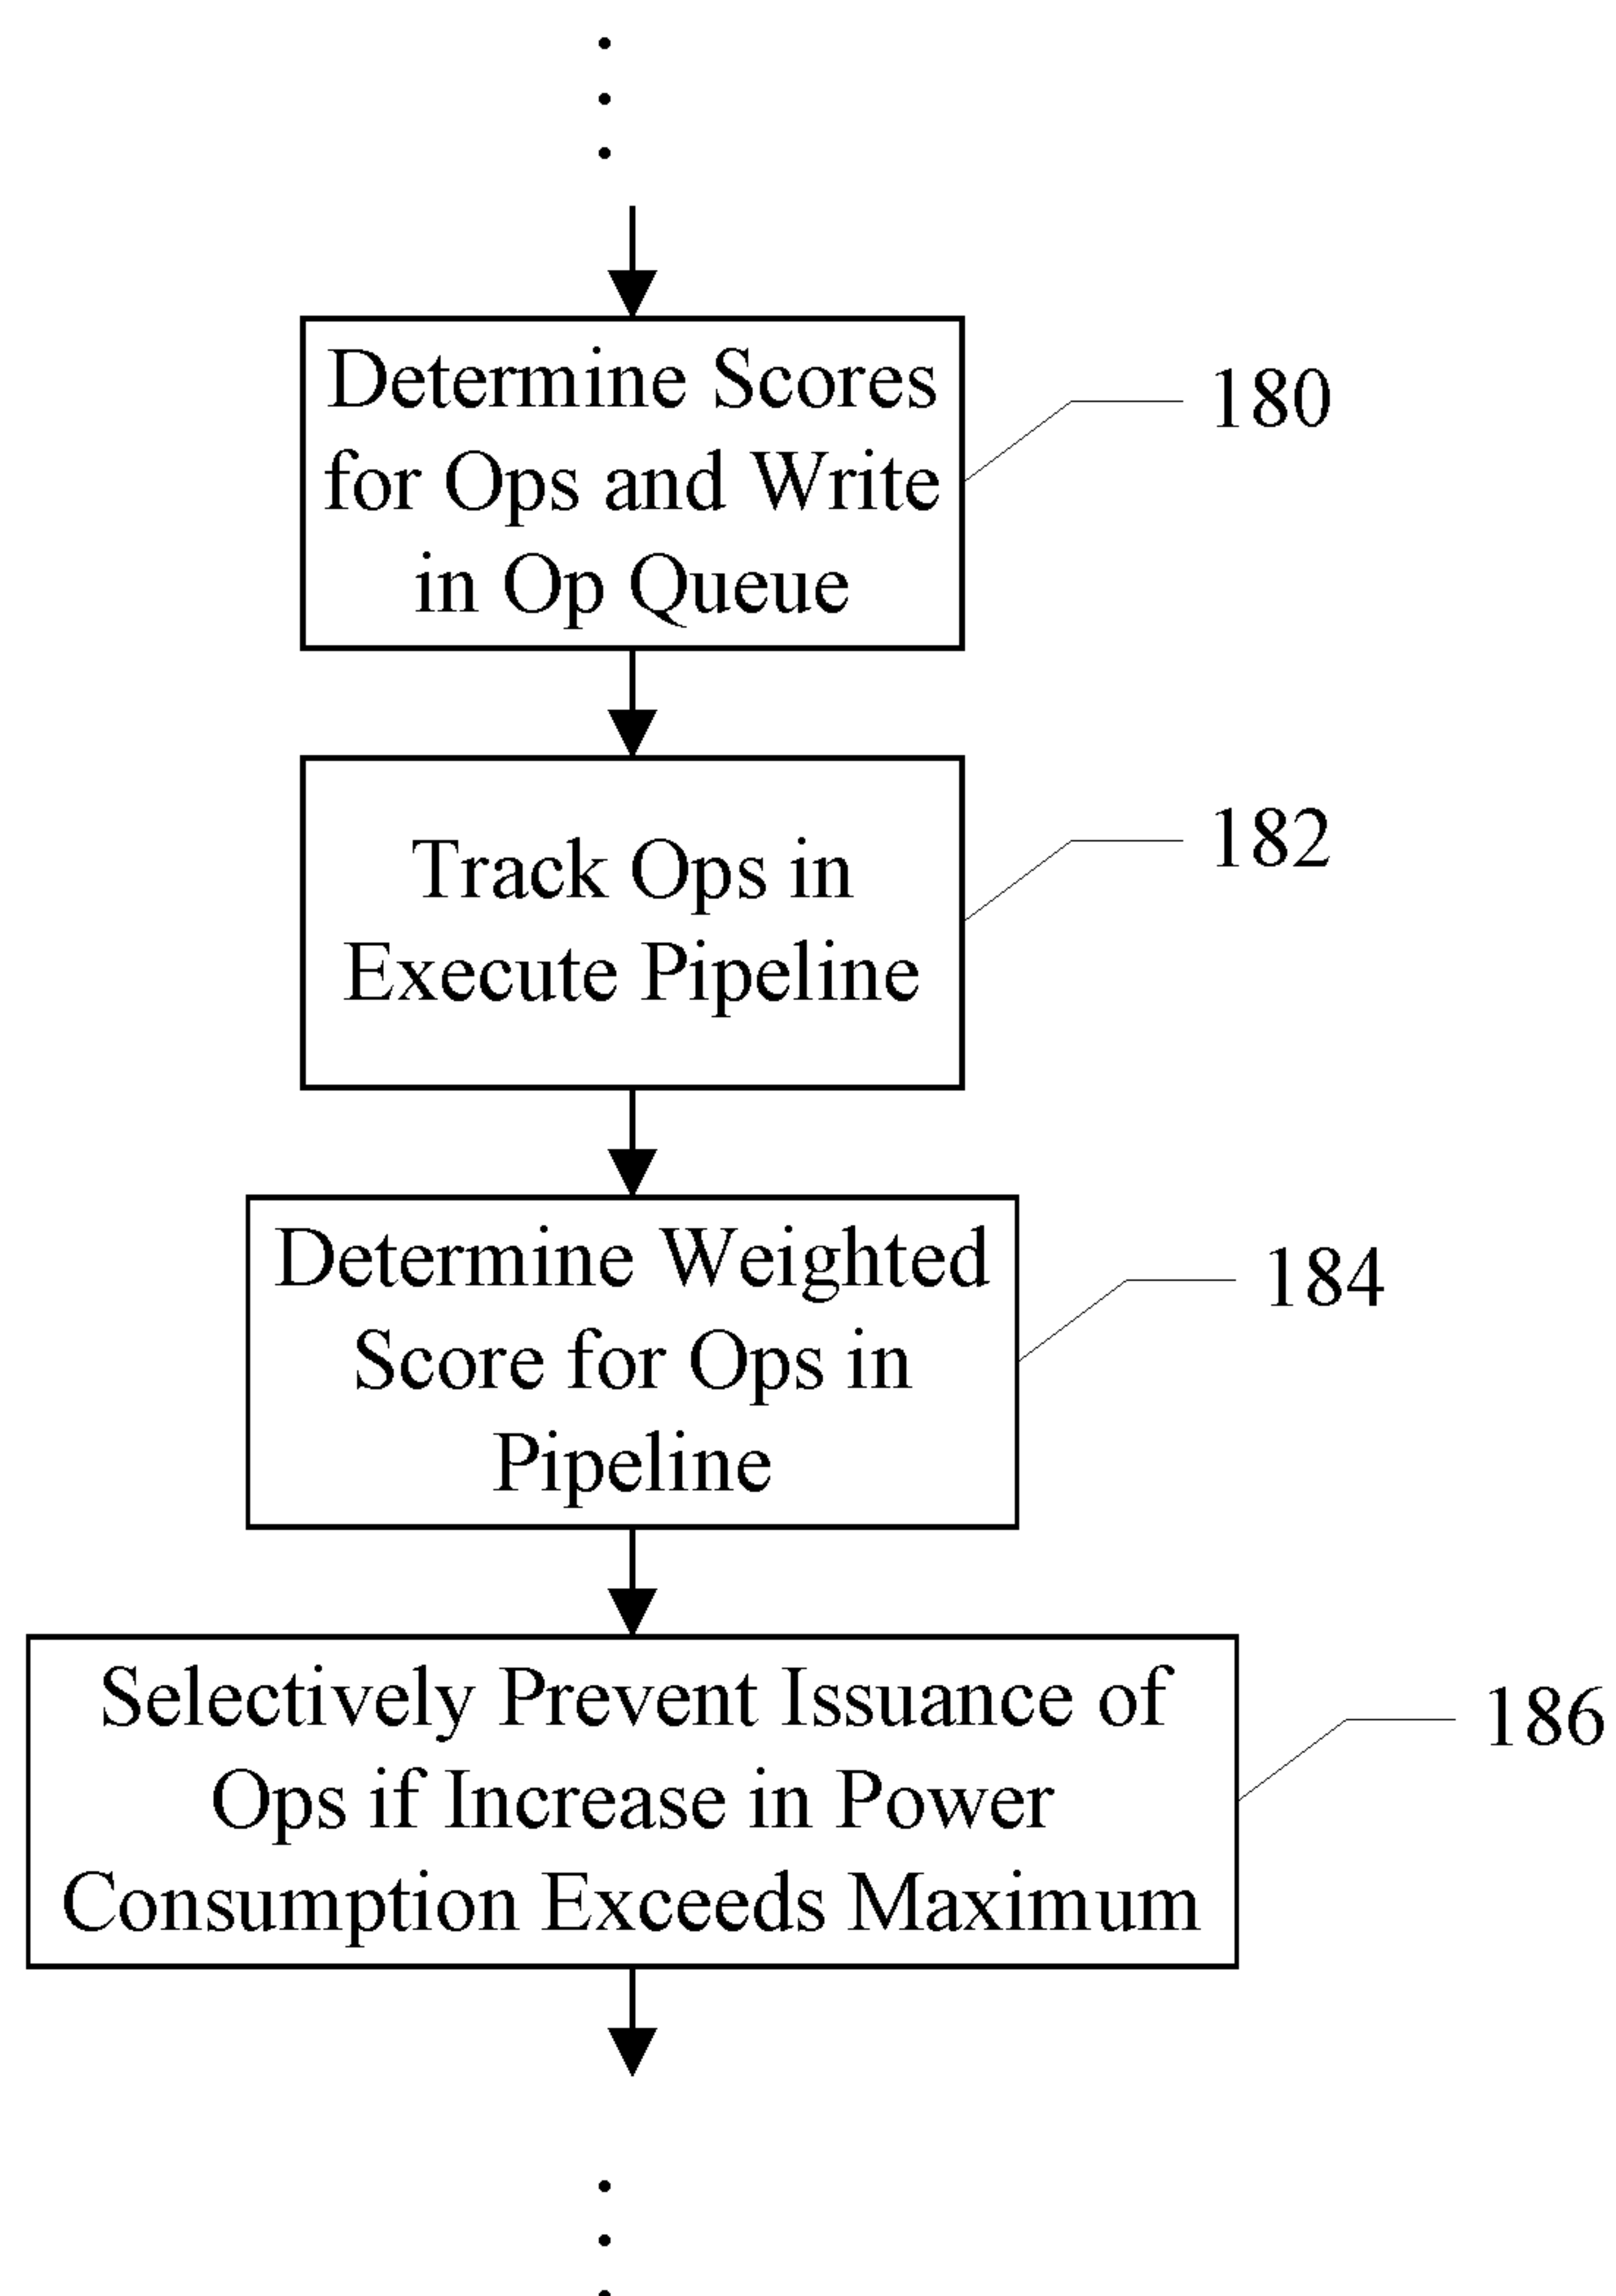 Determine Scores
for Ops and Write
in Op Queue
180
Track Ops in
Execute Pipeline
182
Determine Weighted
Score for Ops in
Pipeline
184
Selectively Prevent Issuance of
Ops if Increase in Power
Consumption Exceeds Maximum
186